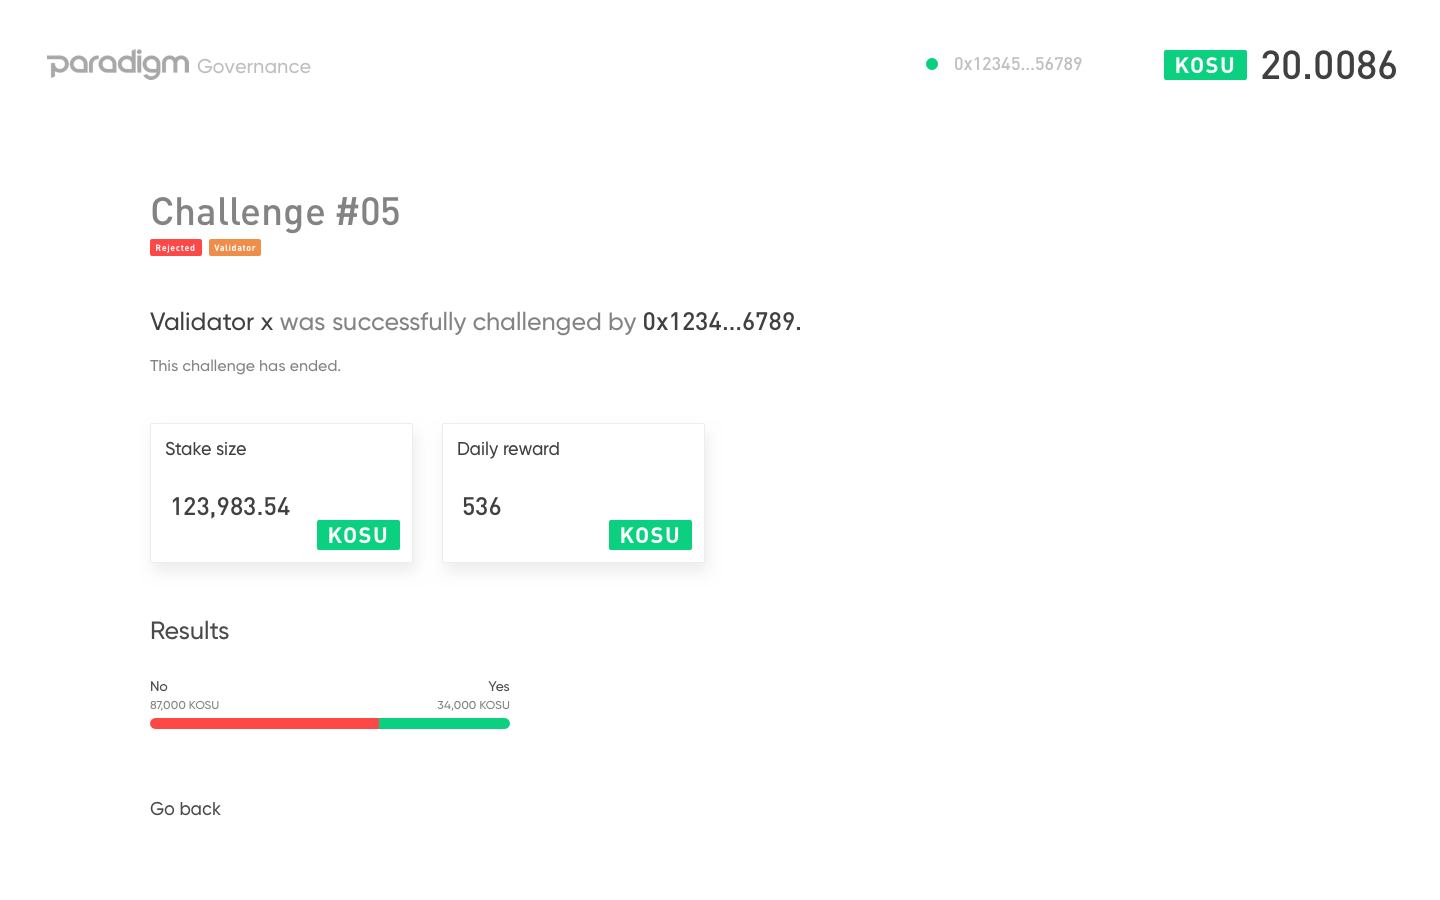 paradigm Governance
0x12345...56789
KOSU 20.0086
Challenge #05
Rejected Validator
Validator x was successfully challenged by 0x1234...6789.
This challenge has ended.
Stake size
123,983.54
KOSU
Daily reward
536
KOSU
Results
No Yes
87,000 KOSU 34,000 KOSU
Go back